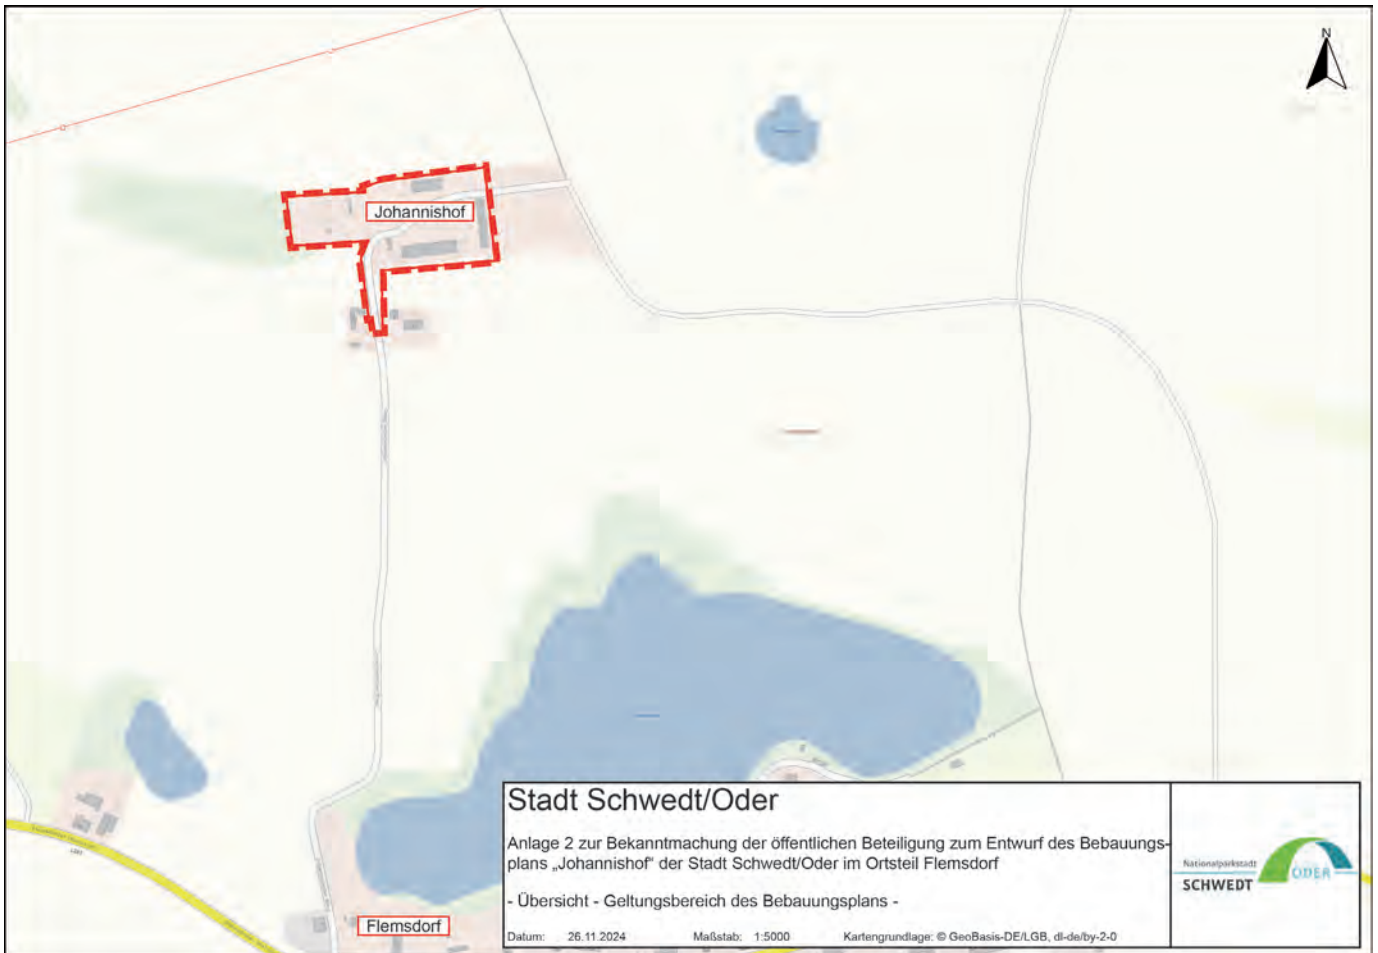 N
Johannishof
Flemsdorf
Stadt Schwedt/Oder
Anlage 2 zur Bekanntmachung der öffentlichen Beteiligung zum Entwurf des Bebauungs-
plans „Johannishof“ der Stadt Schwedt/Oder im Ortsteil Flemsdorf
- Übersicht - Geltungsbereich des Bebauungsplans -
Datum: 26.11.2024 Maßstab: 1:5000 Kartengrundlage: © GeoBasis-DE/LGB, dl-de/by-2-0
Nationalparkstadt
SCHWEDT
ODER